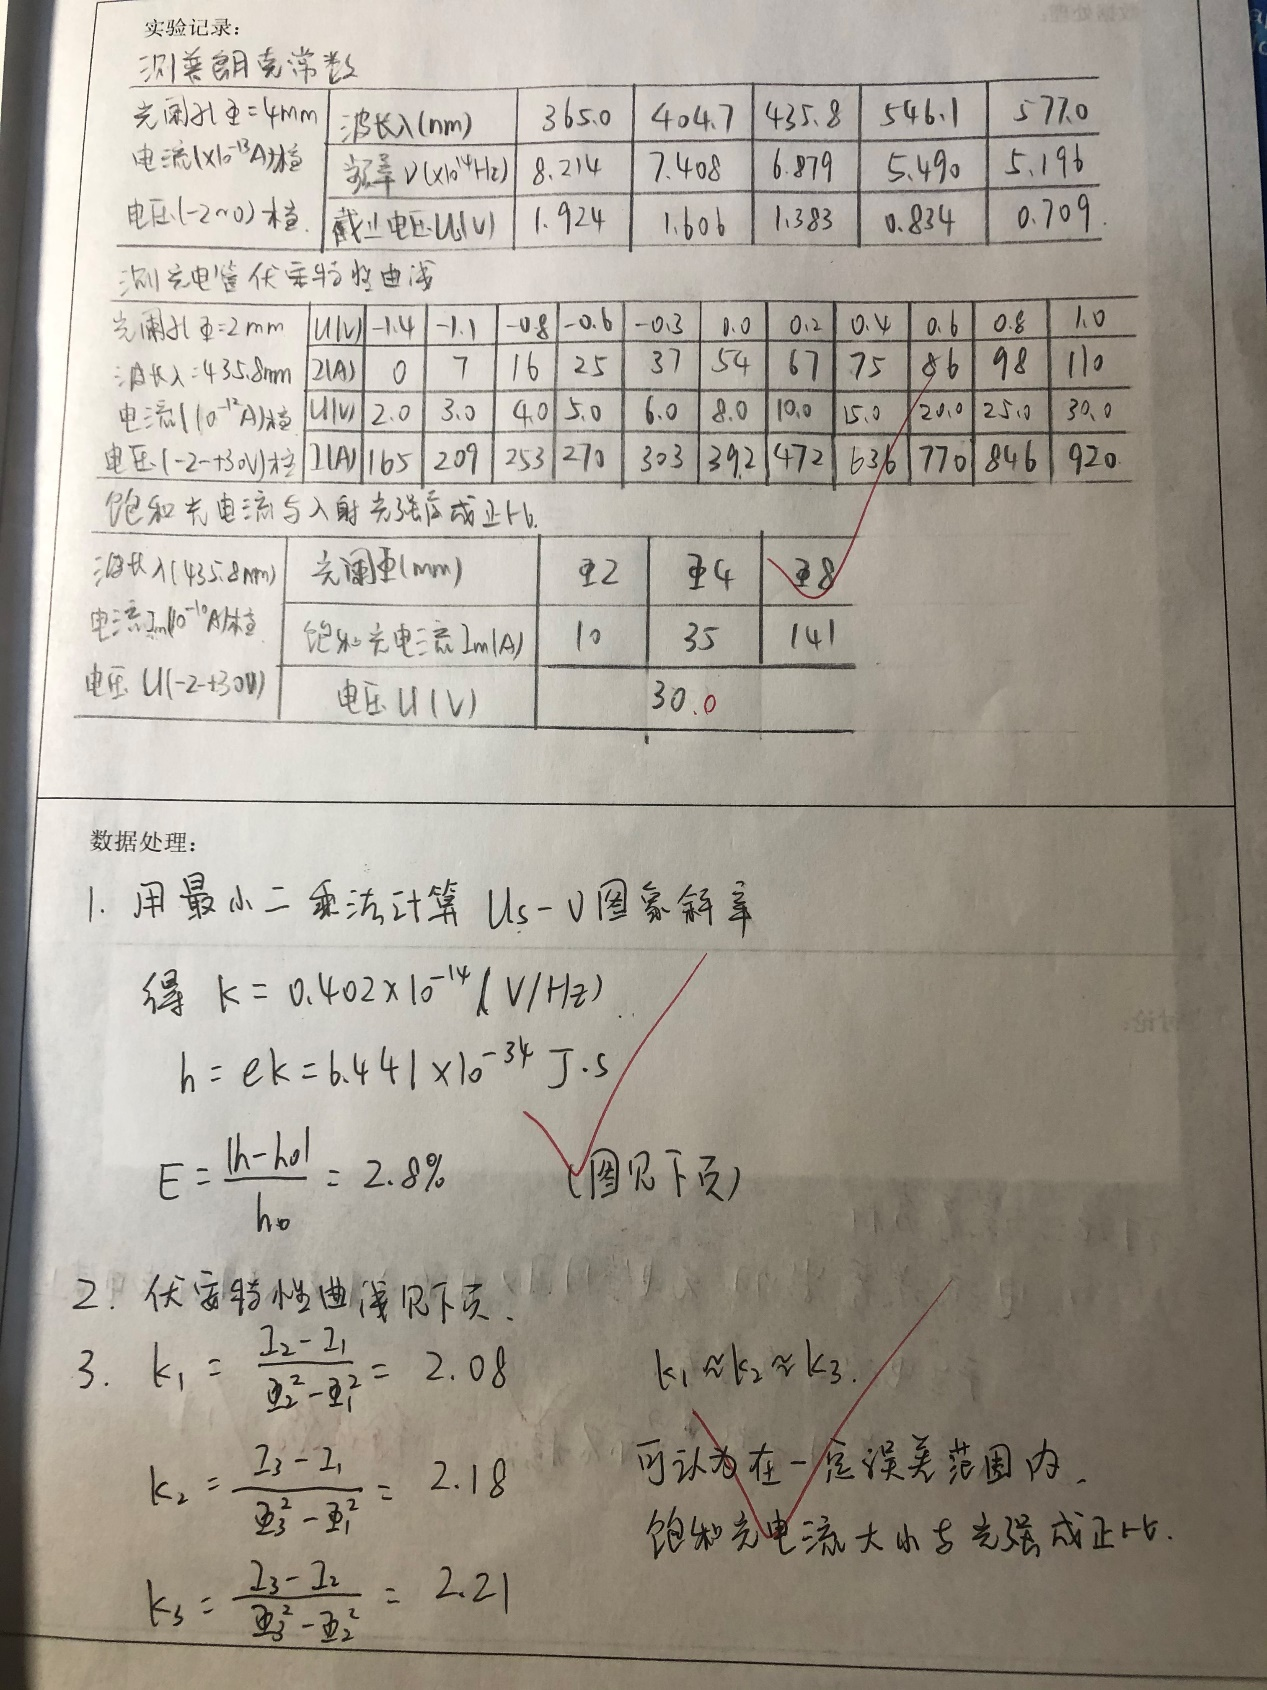 实验记录:
测普朗克常数
光阑孔Φ=4mm 波长λ(nm) 365.0 404.7 435.8 546.1 577.0
电流(×10⁻¹³A)档 频率ν(×10¹⁴Hz) 8.214 7.408 6.879 5.490 5.196
电压(-2~0)档 截止电压Us(V) 1.924 1.606 1.383 0.834 0.709
测光电管伏安特性曲线
光阑孔Φ=2mm U(V) -1.4 -1.1 -0.8 -0.6 -0.3 0.0 0.2 0.4 0.6 0.8 1.0
波长λ=435.8nm I(A) 0 7 16 25 37 54 67 75 86 98 110
电流(10⁻¹²A)档 U(V) 2.0 3.0 4.0 5.0 6.0 8.0 10.0 15.0 20.0 25.0 30.0
电压(-2-+30V)档 I(A) 165 209 253 270 303 392 472 636 770 846 920
饱和光电流与入射光强度成正比.
波长λ(435.8nm) 光阑Φ(mm) Φ2 Φ4 Φ8
电流Im(10⁻¹⁰A)档 饱和光电流Im(A) 10 35 141
电压U(-2-+30V) 电压U(V) 30.0
数据处理:
1. 用最小二乘法计算Us-ν图象斜率
得 k=0.402×10⁻¹⁴(V/Hz)
h=ek=6.441×10⁻³⁴J·s
E=|h-h₀|/h₀=2.8% (图见下页)
2. 伏安特性曲线见下页.
3. k₁=(I₂-I₁)/(Φ₂²-Φ₁²)=2.08 k₁≈k₂≈k₃.
k₂=(I₃-I₁)/(Φ₃²-Φ₁²)=2.18 可认为在一定误差范围内,
k₃=(I₃-I₂)/(Φ₃²-Φ₂²)=2.21 饱和光电流大小与光强成正比.